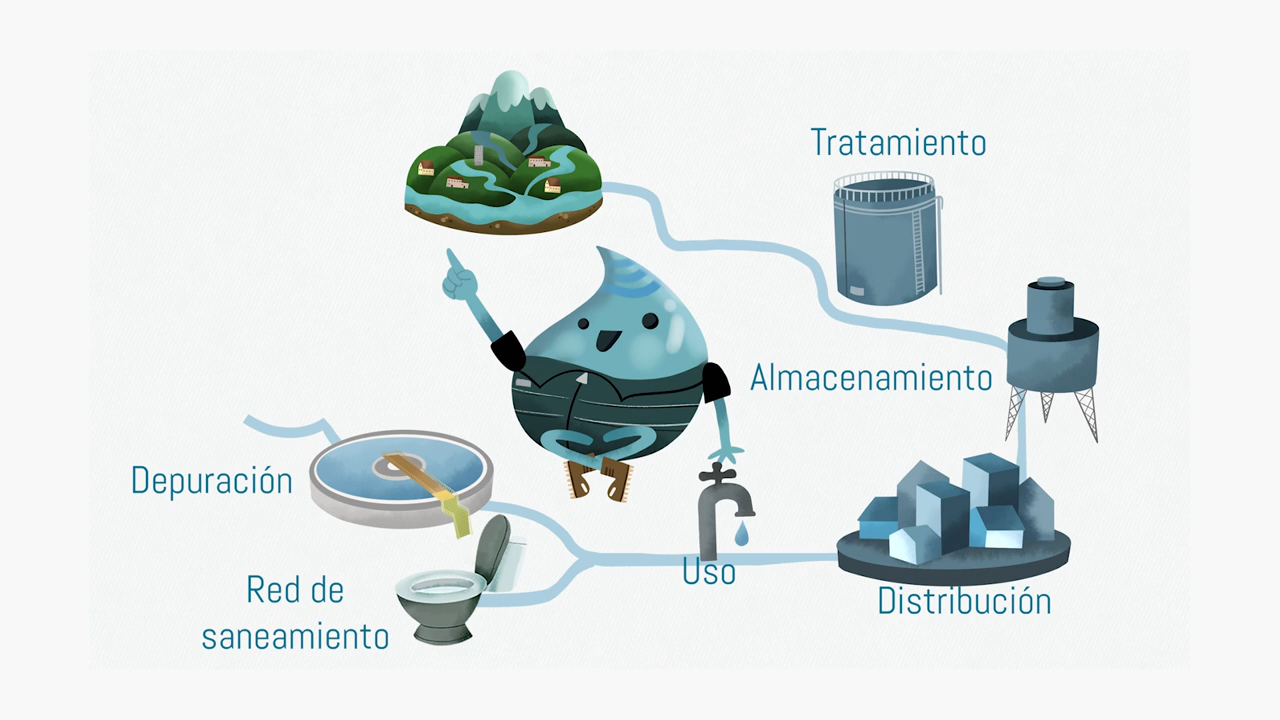 Tratamiento
Almacenamiento
Depuración
Uso
Distribución
Red de
saneamiento